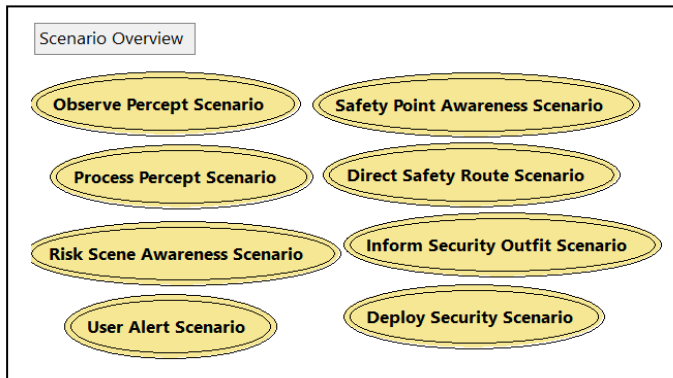 Scenario Overview
Observe Percept Scenario
Safety Point Awareness Scenario
Process Percept Scenario
Direct Safety Route Scenario
Risk Scene Awareness Scenario
Inform Security Outfit Scenario
User Alert Scenario
Deploy Security Scenario